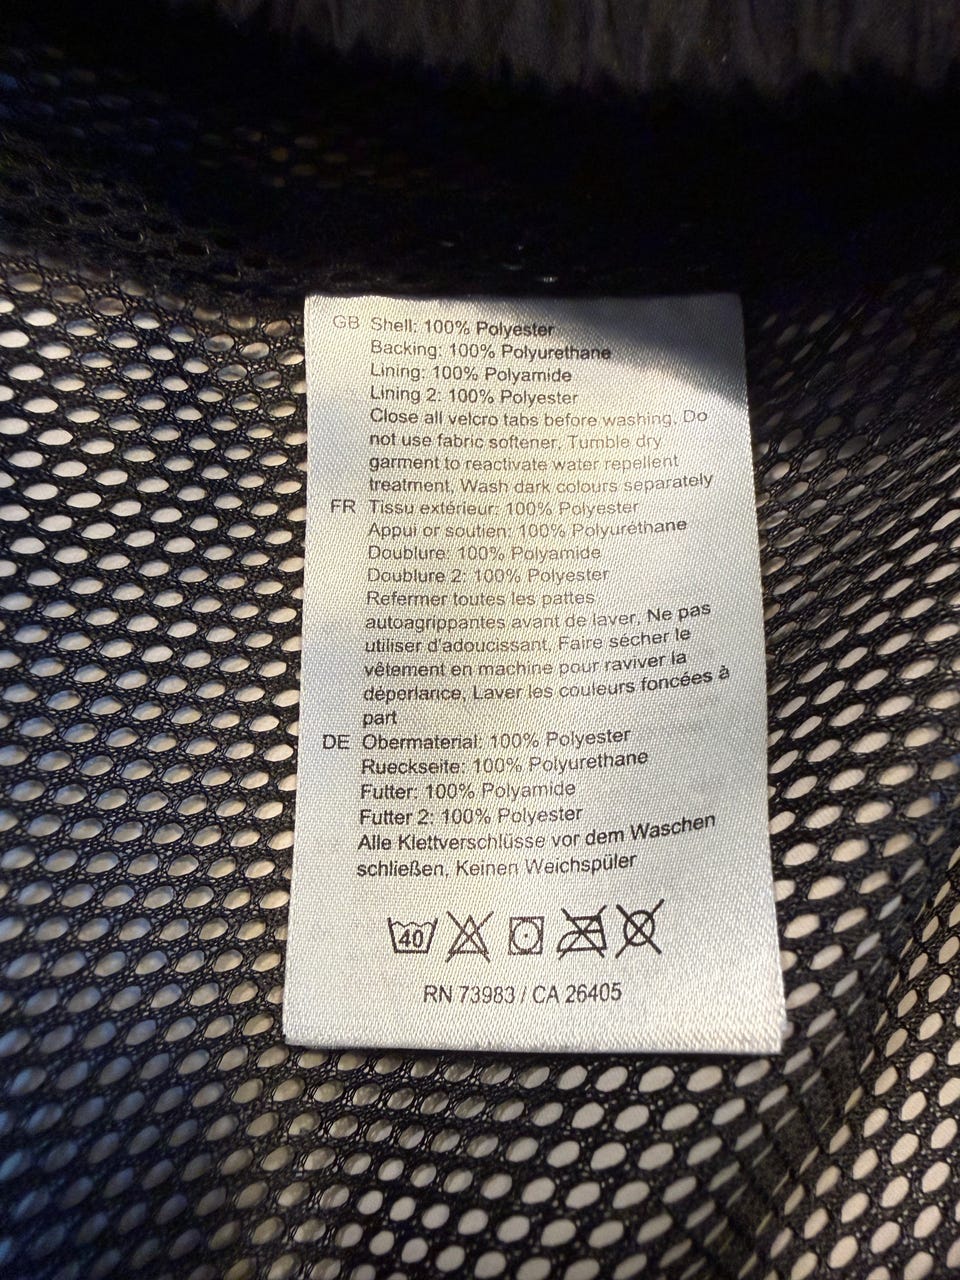 GB Shell: 100% Polyester
Backing: 100% Polyurethane
Lining: 100% Polyamide
Lining 2: 100% Polyester
Close all velcro tabs before washing. Do
not use fabric softener. Tumble dry
garment to reactivate water repellent
treatment. Wash dark colours separately
FR Tissu extérieur: 100% Polyester
Appui or soutien: 100% Polyuréthane
Doublure: 100% Polyamide
Doublure 2: 100% Polyester
Refermer toutes les pattes
autoagrippantes avant de laver. Ne pas
utiliser d'adoucissant. Faire sécher le
vêtement en machine pour raviver la
déperlance. Laver les couleurs foncées à
part
DE Obermaterial: 100% Polyester
Rueckseite: 100% Polyurethane
Futter: 100% Polyamide
Futter 2: 100% Polyester
Alle Klettverschlüsse vor dem Waschen
schließen. Keinen Weichspüler
40
RN 73983 / CA 26405